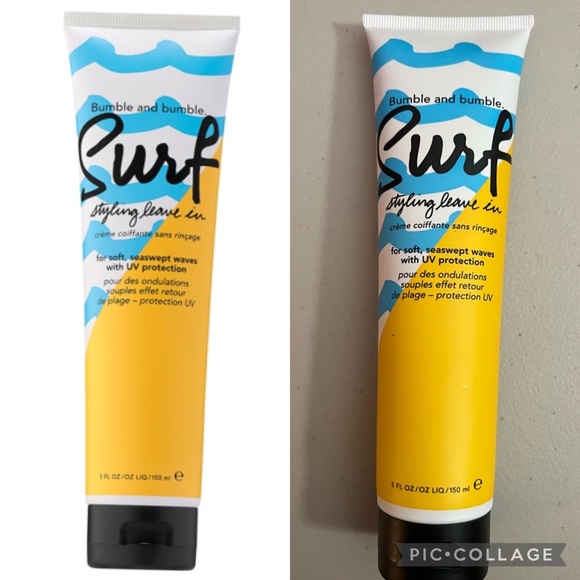 Bumble and bumble.
Surf
styling leave in
crème coiffante sans rinçage
for soft, seaswept waves
with UV protection
pour des ondulations
souples effet retour
de plage – protection UV
5 FL OZ/OZ LIQ/150 ml e
Bumble and bumble.
Surf
styling leave in
crème coiffante sans rinçage
for soft, seaswept waves
with UV protection
pour des ondulations
souples effet retour
de plage – protection UV
5 FL OZ/OZ LIQ/150 ml e
PIC•COLLAGE